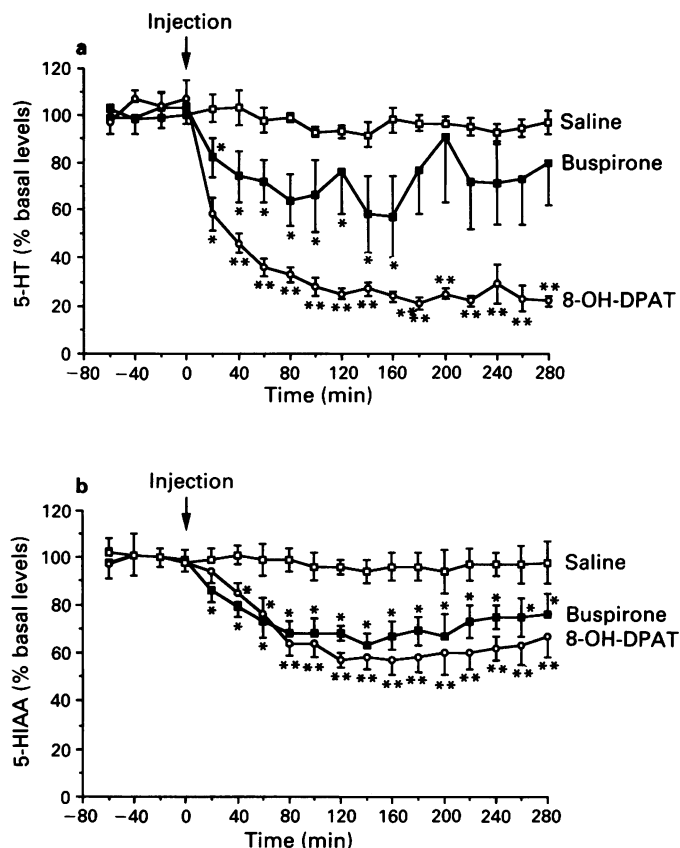 Injection
a
120
100
80
60
40
20
0
5-HT (% basal levels)
Saline
Buspirone
8-OH-DPAT
* * * * * * * * *
* ** ** ** ** ** ** ** ** ** ** ** ** **
−80 −40 0 40 80 120 160 200 240 280
Time (min)
Injection
b
120
100
80
60
40
20
0
5-HIAA (% basal levels)
Saline
Buspirone
8-OH-DPAT
* * * * * * * * * * * * * * * *
** ** ** ** ** ** ** ** ** ** **
−80 −40 0 40 80 120 160 200 240 280
Time (min)